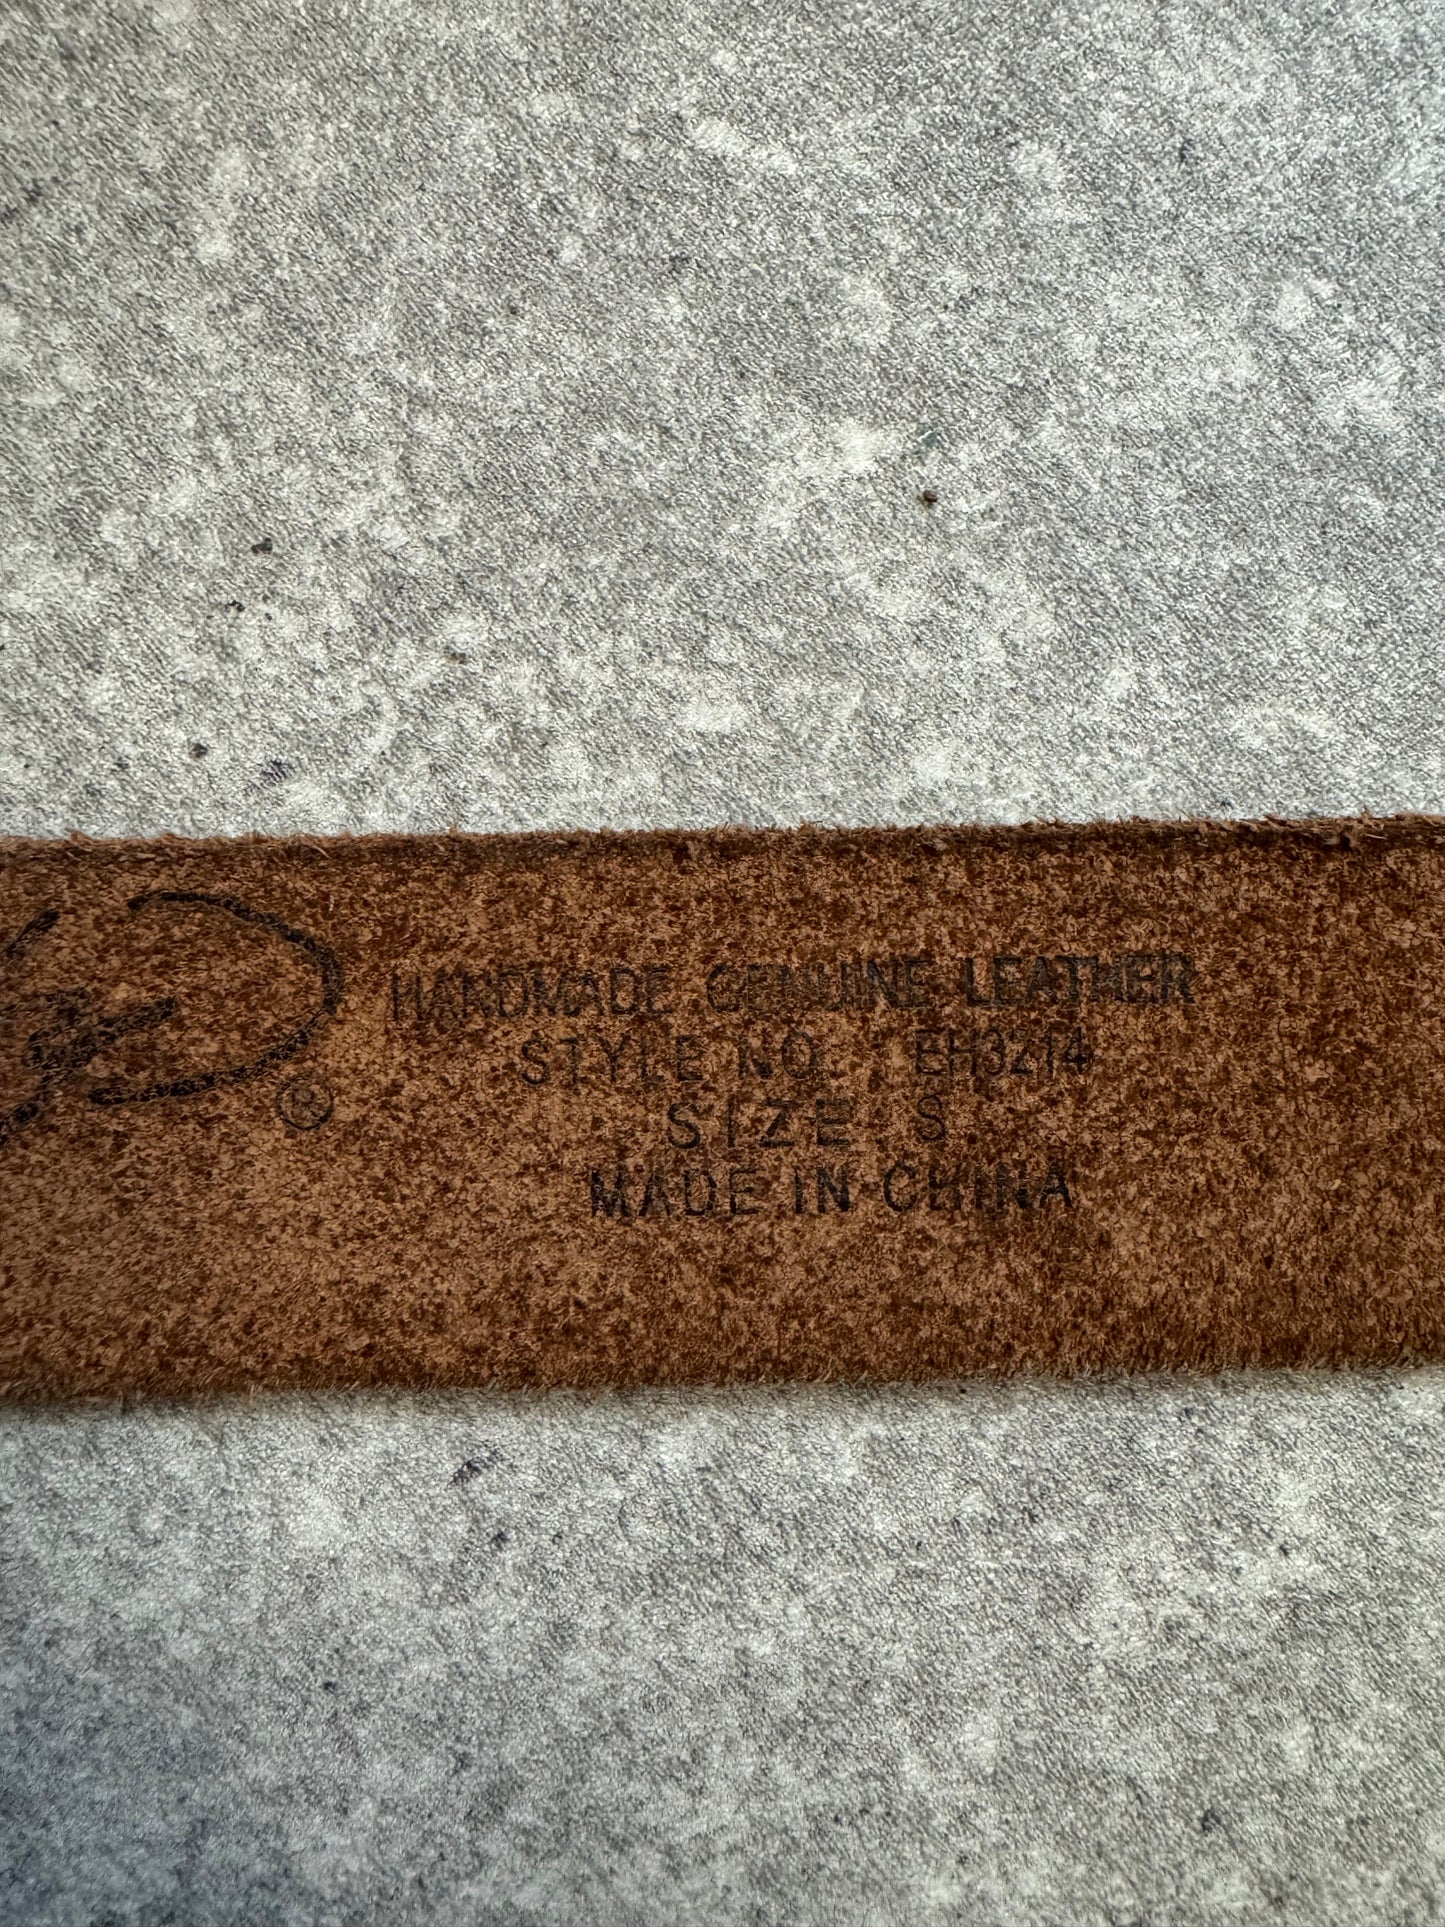 HANDMADE GENUINE LEATHER
STYLE NO. : EH3214
SIZE: S
MADE IN CHINA
®